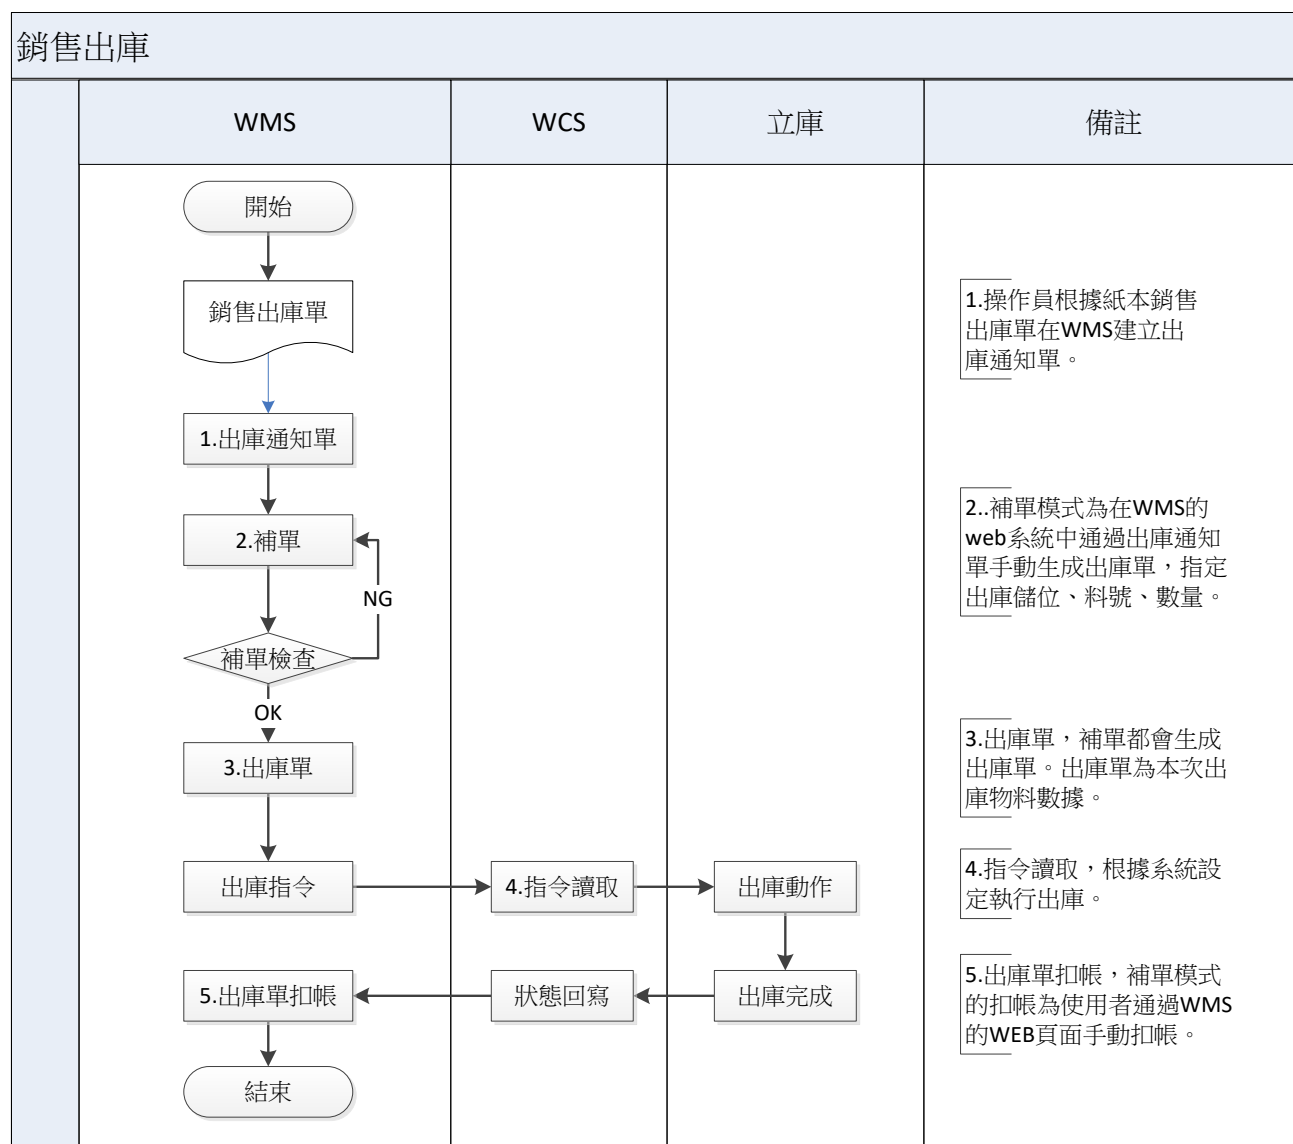 銷售出庫
WMS
WCS
立庫
備註
開始
銷售出庫單
1.操作員根據紙本銷售
出庫單在WMS建立出
庫通知單。
1.出庫通知單
2.補單
2..補單模式為在WMS的
web系統中通過出庫通知
單手動生成出庫單，指定
出庫儲位、料號、數量。
NG
補單檢查
OK
3.出庫單
3.出庫單，補單都會生成
出庫單。出庫單為本次出
庫物料數據。
出庫指令
4.指令讀取
出庫動作
4.指令讀取，根據系統設
定執行出庫。
5.出庫單扣帳
狀態回寫
出庫完成
5.出庫單扣帳，補單模式
的扣帳為使用者通過WMS
的WEB頁面手動扣帳。
結束